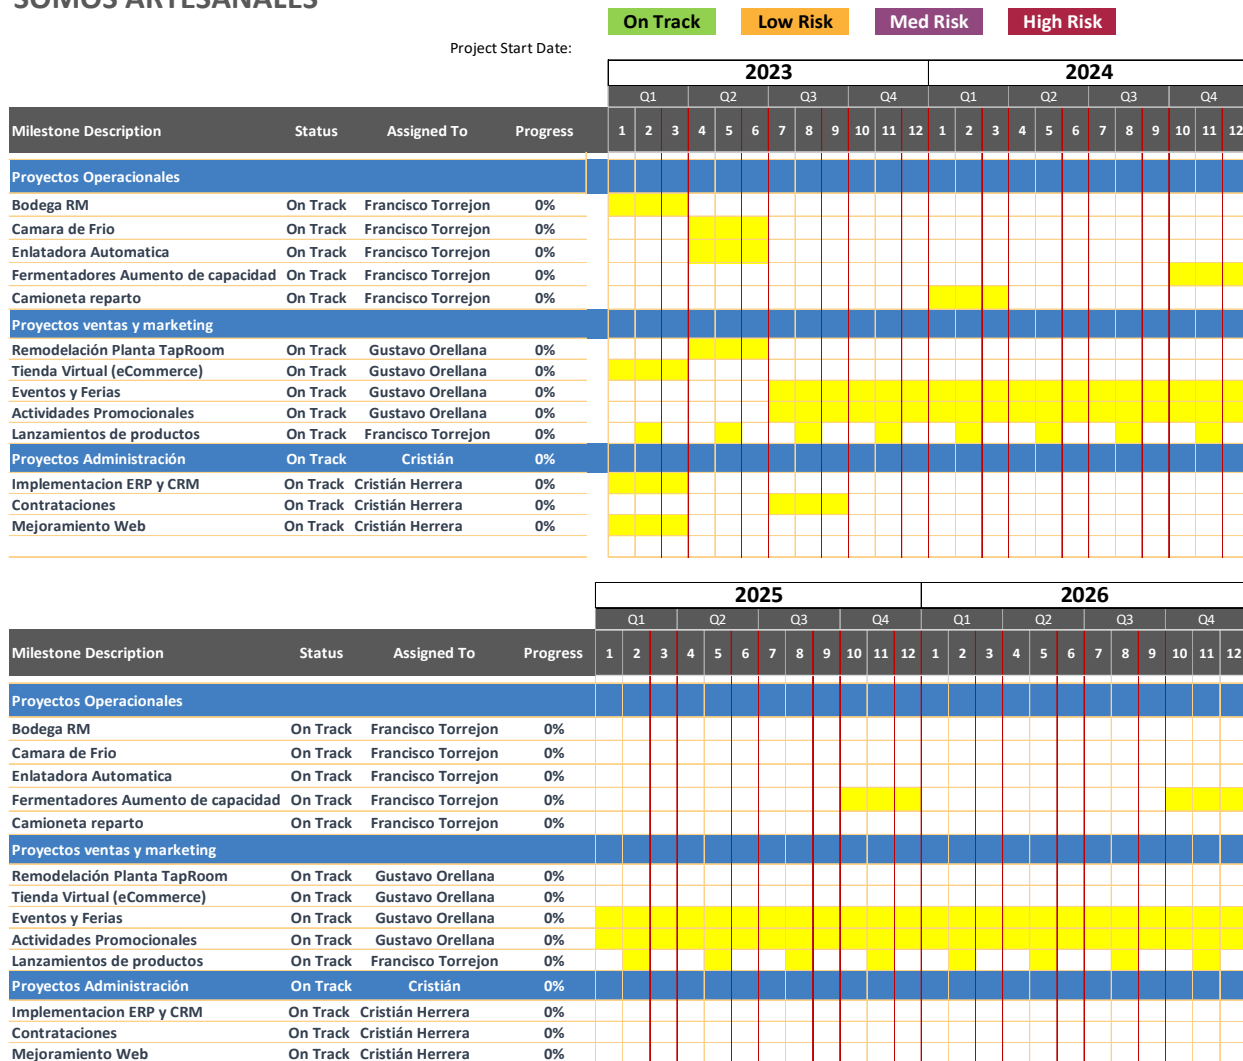 SOMOS ARTESANALES
On Track Low Risk Med Risk High Risk
Project Start Date:
2023 2024
Q1 Q2 Q3 Q4 Q1 Q2 Q3 Q4
Milestone Description Status Assigned To Progress 1 2 3 4 5 6 7 8 9 10 11 12 1 2 3 4 5 6 7 8 9 10 11 12
Proyectos Operacionales
Bodega RM On Track Francisco Torrejon 0%
Camara de Frio On Track Francisco Torrejon 0%
Enlatadora Automatica On Track Francisco Torrejon 0%
Fermentadores Aumento de capacidad On Track Francisco Torrejon 0%
Camioneta reparto On Track Francisco Torrejon 0%
Proyectos ventas y marketing
Remodelación Planta TapRoom On Track Gustavo Orellana 0%
Tienda Virtual (eCommerce) On Track Gustavo Orellana 0%
Eventos y Ferias On Track Gustavo Orellana 0%
Actividades Promocionales On Track Gustavo Orellana 0%
Lanzamientos de productos On Track Francisco Torrejon 0%
Proyectos Administración On Track Cristián 0%
Implementacion ERP y CRM On Track Cristián Herrera 0%
Contrataciones On Track Cristián Herrera 0%
Mejoramiento Web On Track Cristián Herrera 0%
2025 2026
Q1 Q2 Q3 Q4 Q1 Q2 Q3 Q4
Milestone Description Status Assigned To Progress 1 2 3 4 5 6 7 8 9 10 11 12 1 2 3 4 5 6 7 8 9 10 11 12
Proyectos Operacionales
Bodega RM On Track Francisco Torrejon 0%
Camara de Frio On Track Francisco Torrejon 0%
Enlatadora Automatica On Track Francisco Torrejon 0%
Fermentadores Aumento de capacidad On Track Francisco Torrejon 0%
Camioneta reparto On Track Francisco Torrejon 0%
Proyectos ventas y marketing
Remodelación Planta TapRoom On Track Gustavo Orellana 0%
Tienda Virtual (eCommerce) On Track Gustavo Orellana 0%
Eventos y Ferias On Track Gustavo Orellana 0%
Actividades Promocionales On Track Gustavo Orellana 0%
Lanzamientos de productos On Track Francisco Torrejon 0%
Proyectos Administración On Track Cristián 0%
Implementacion ERP y CRM On Track Cristián Herrera 0%
Contrataciones On Track Cristián Herrera 0%
Mejoramiento Web On Track Cristián Herrera 0%